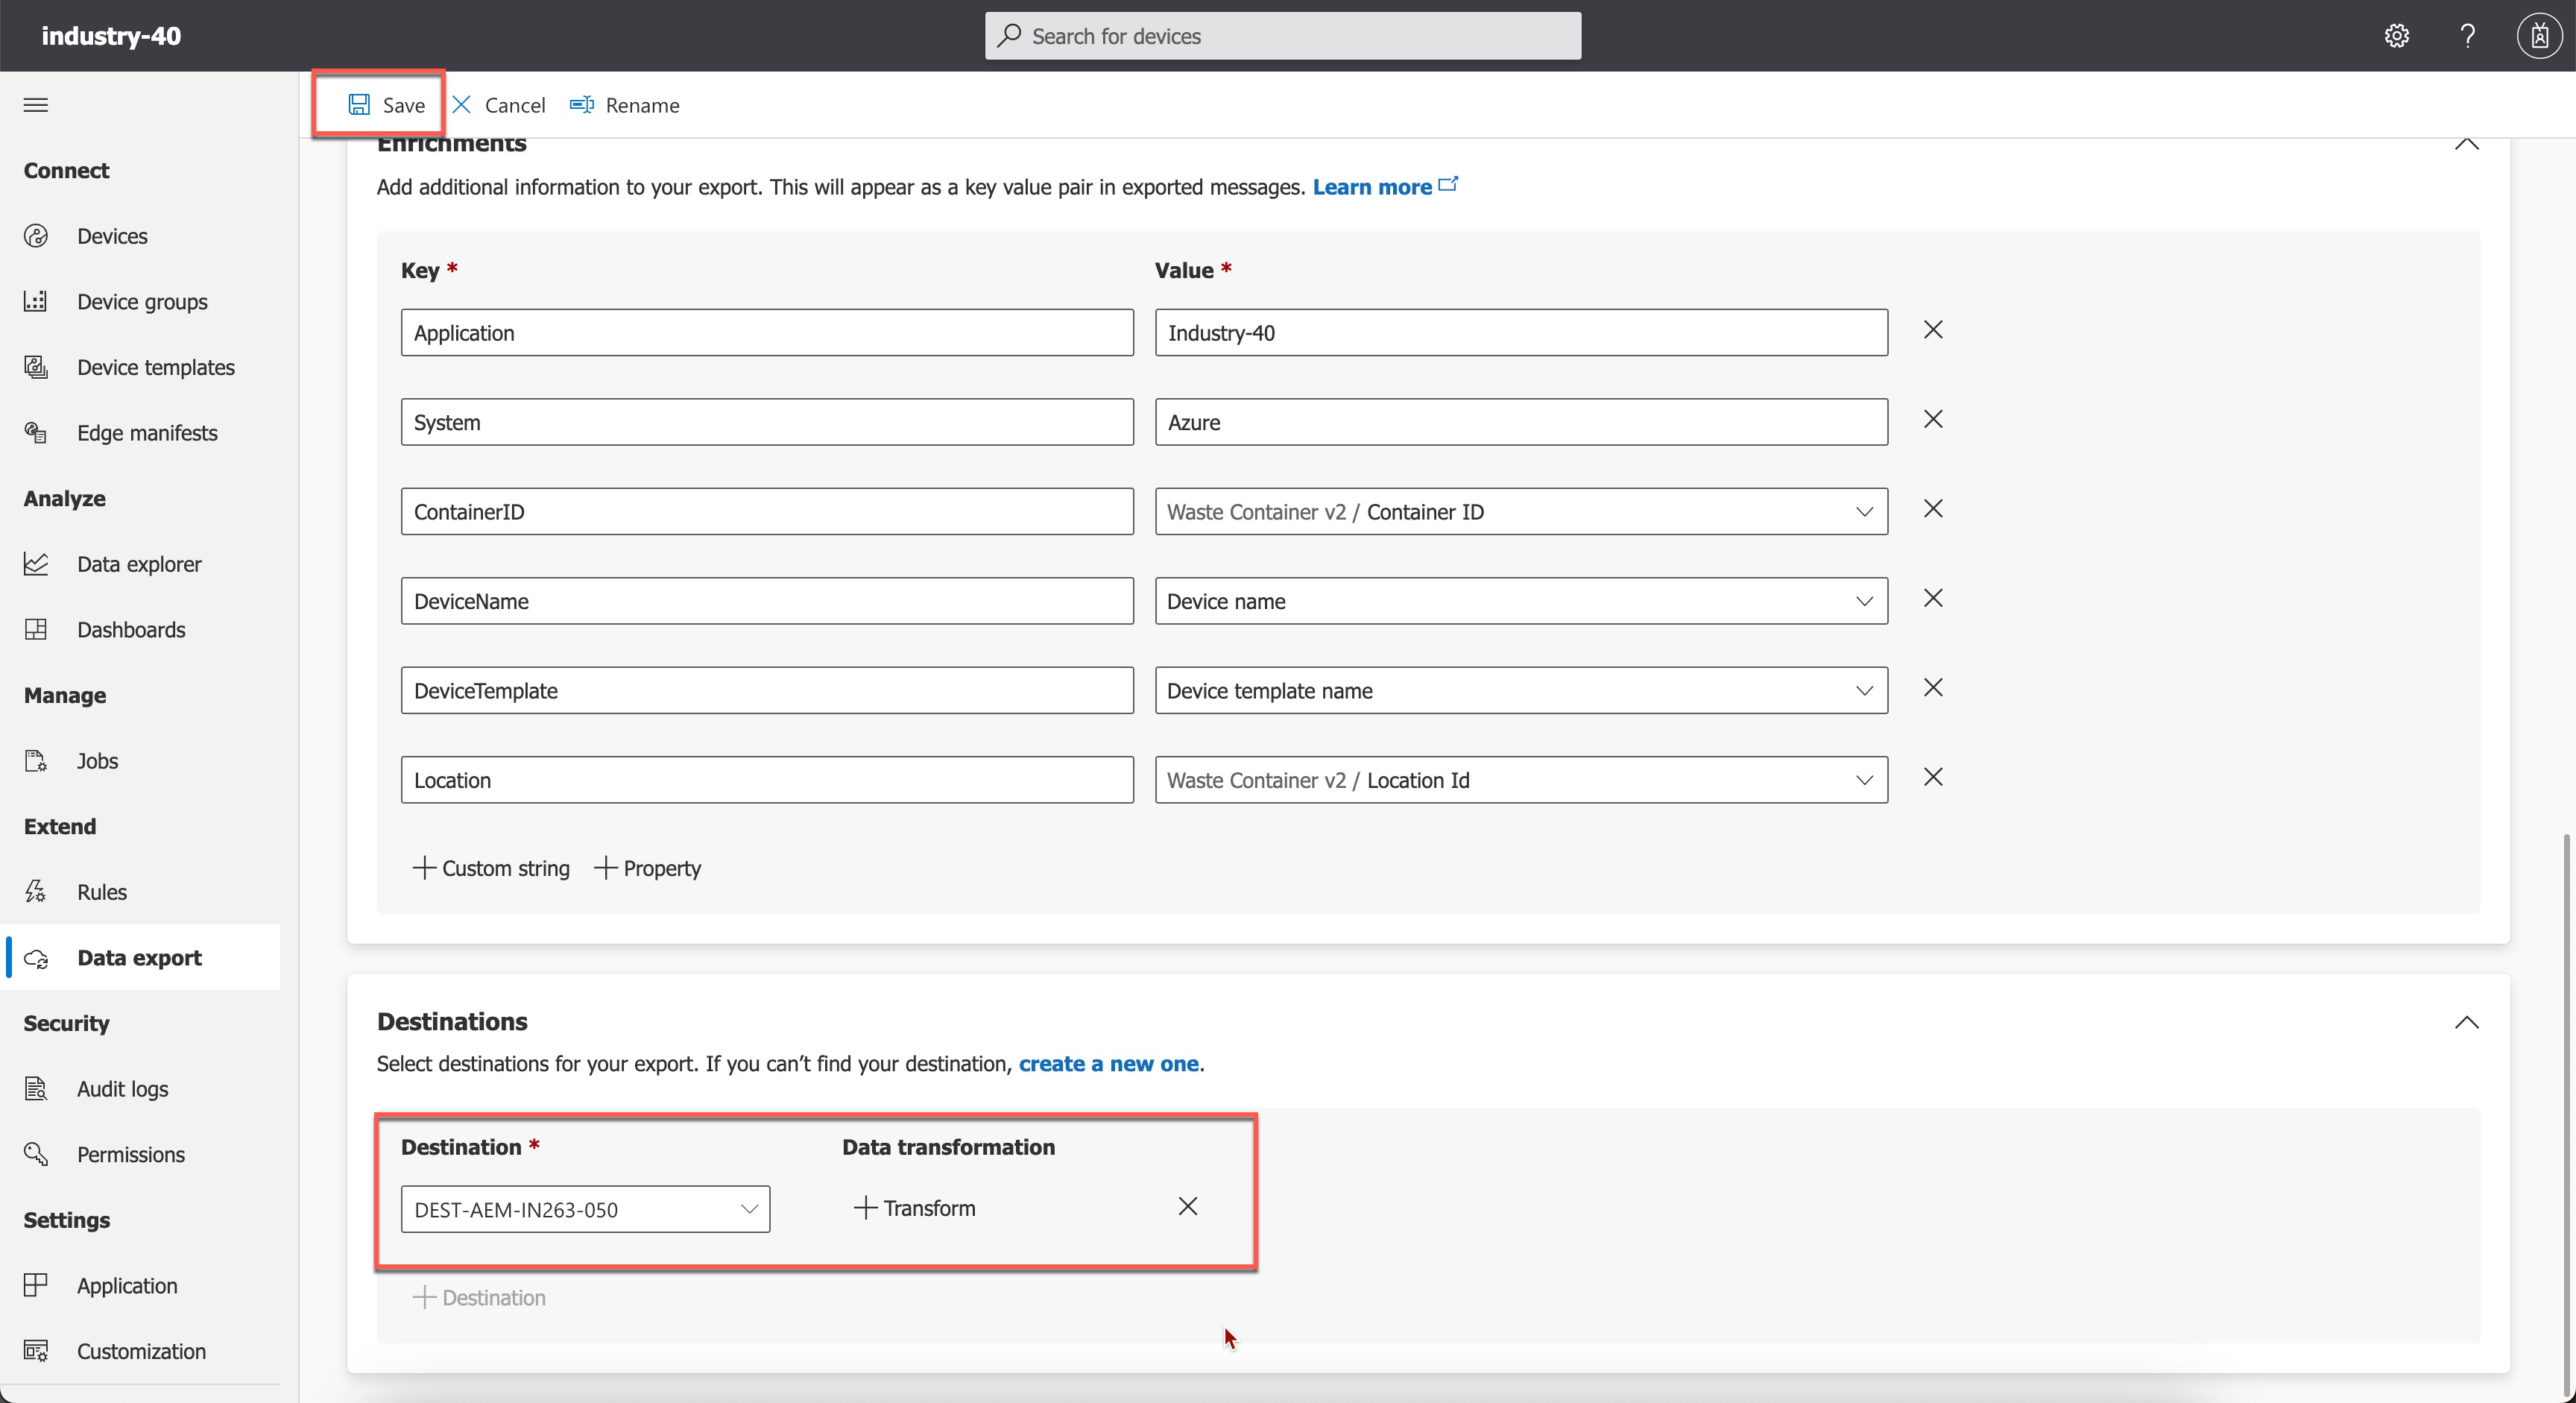 industry-40
Search for devices
?
Save
Cancel
Rename
Connect
Devices
Device groups
Device templates
Edge manifests
Analyze
Data explorer
Dashboards
Manage
Jobs
Extend
Rules
Data export
Security
Audit logs
Permissions
Settings
Application
Customization
Enrichments
Add additional information to your export. This will appear as a key value pair in exported messages. Learn more
Key * Value *
Application Industry-40
System Azure
ContainerID Waste Container v2 / Container ID
DeviceName Device name
DeviceTemplate Device template name
Location Waste Container v2 / Location Id
+ Custom string + Property
Destinations
Select destinations for your export. If you can't find your destination, create a new one.
Destination * Data transformation
DEST-AEM-IN263-050 + Transform
+ Destination